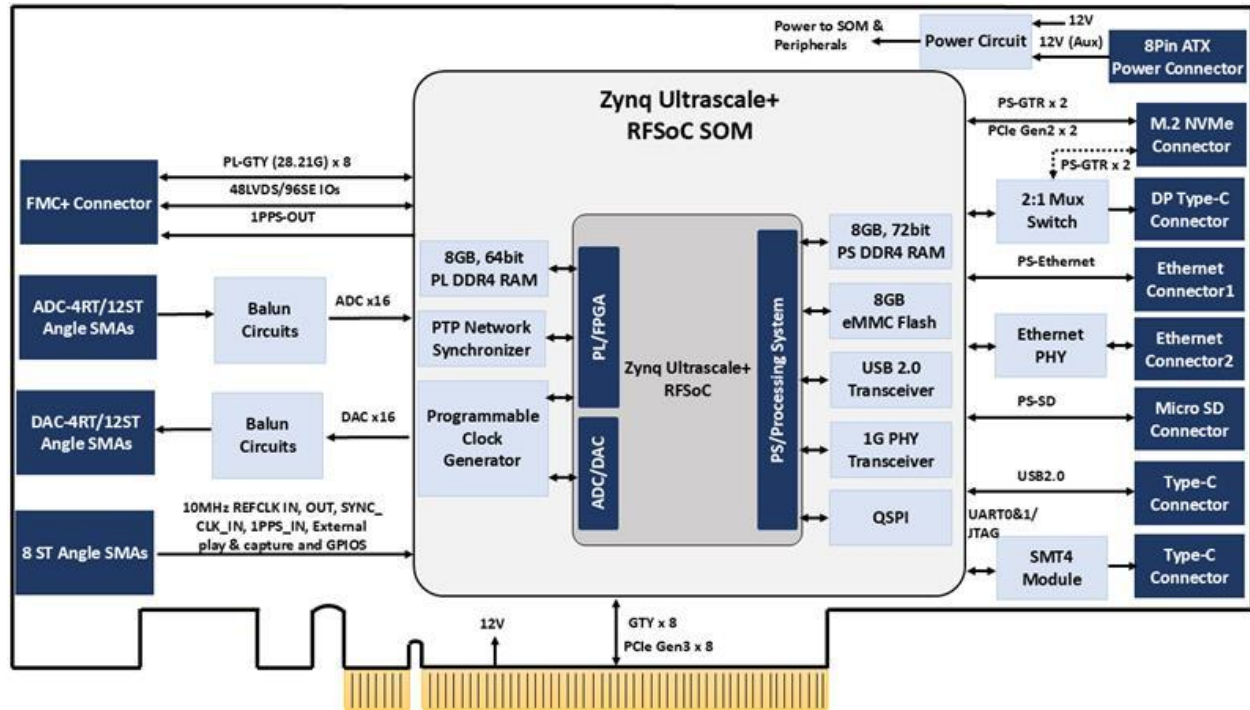 Power to SOM &
Peripherals
Power Circuit
12V
12V (Aux)
8Pin ATX
Power Connector
Zynq Ultrascale+
RFSoC SOM
PS-GTR x 2
PCIe Gen2 x 2
M.2 NVMe
Connector
PS-GTR x 2
2:1 Mux
Switch
DP Type-C
Connector
PL-GTY (28.21G) x 8
48LVDS/96SE IOs
1PPS-OUT
FMC+ Connector
8GB, 64bit
PL DDR4 RAM
PL/FPGA
PS/Processing System
8GB, 72bit
PS DDR4 RAM
PS-Ethernet
Ethernet
Connector1
ADC-4RT/12ST
Angle SMAs
Balun
Circuits
ADC x16
PTP Network
Synchronizer
Zynq Ultrascale+
RFSoC
8GB
eMMC Flash
Ethernet
PHY
Ethernet
Connector2
USB 2.0
Transceiver
PS-SD
Micro SD
Connector
DAC-4RT/12ST
Angle SMAs
Balun
Circuits
DAC x16
Programmable
Clock
Generator
ADC/DAC
1G PHY
Transceiver
USB2.0
Type-C
Connector
8 ST Angle SMAs
10MHz REFCLK IN, OUT, SYNC_
CLK_IN, 1PPS_IN, External
play & capture and GPIOS
QSPI
UART0&1/
JTAG
SMT4
Module
Type-C
Connector
12V
GTY x 8
PCIe Gen3 x 8